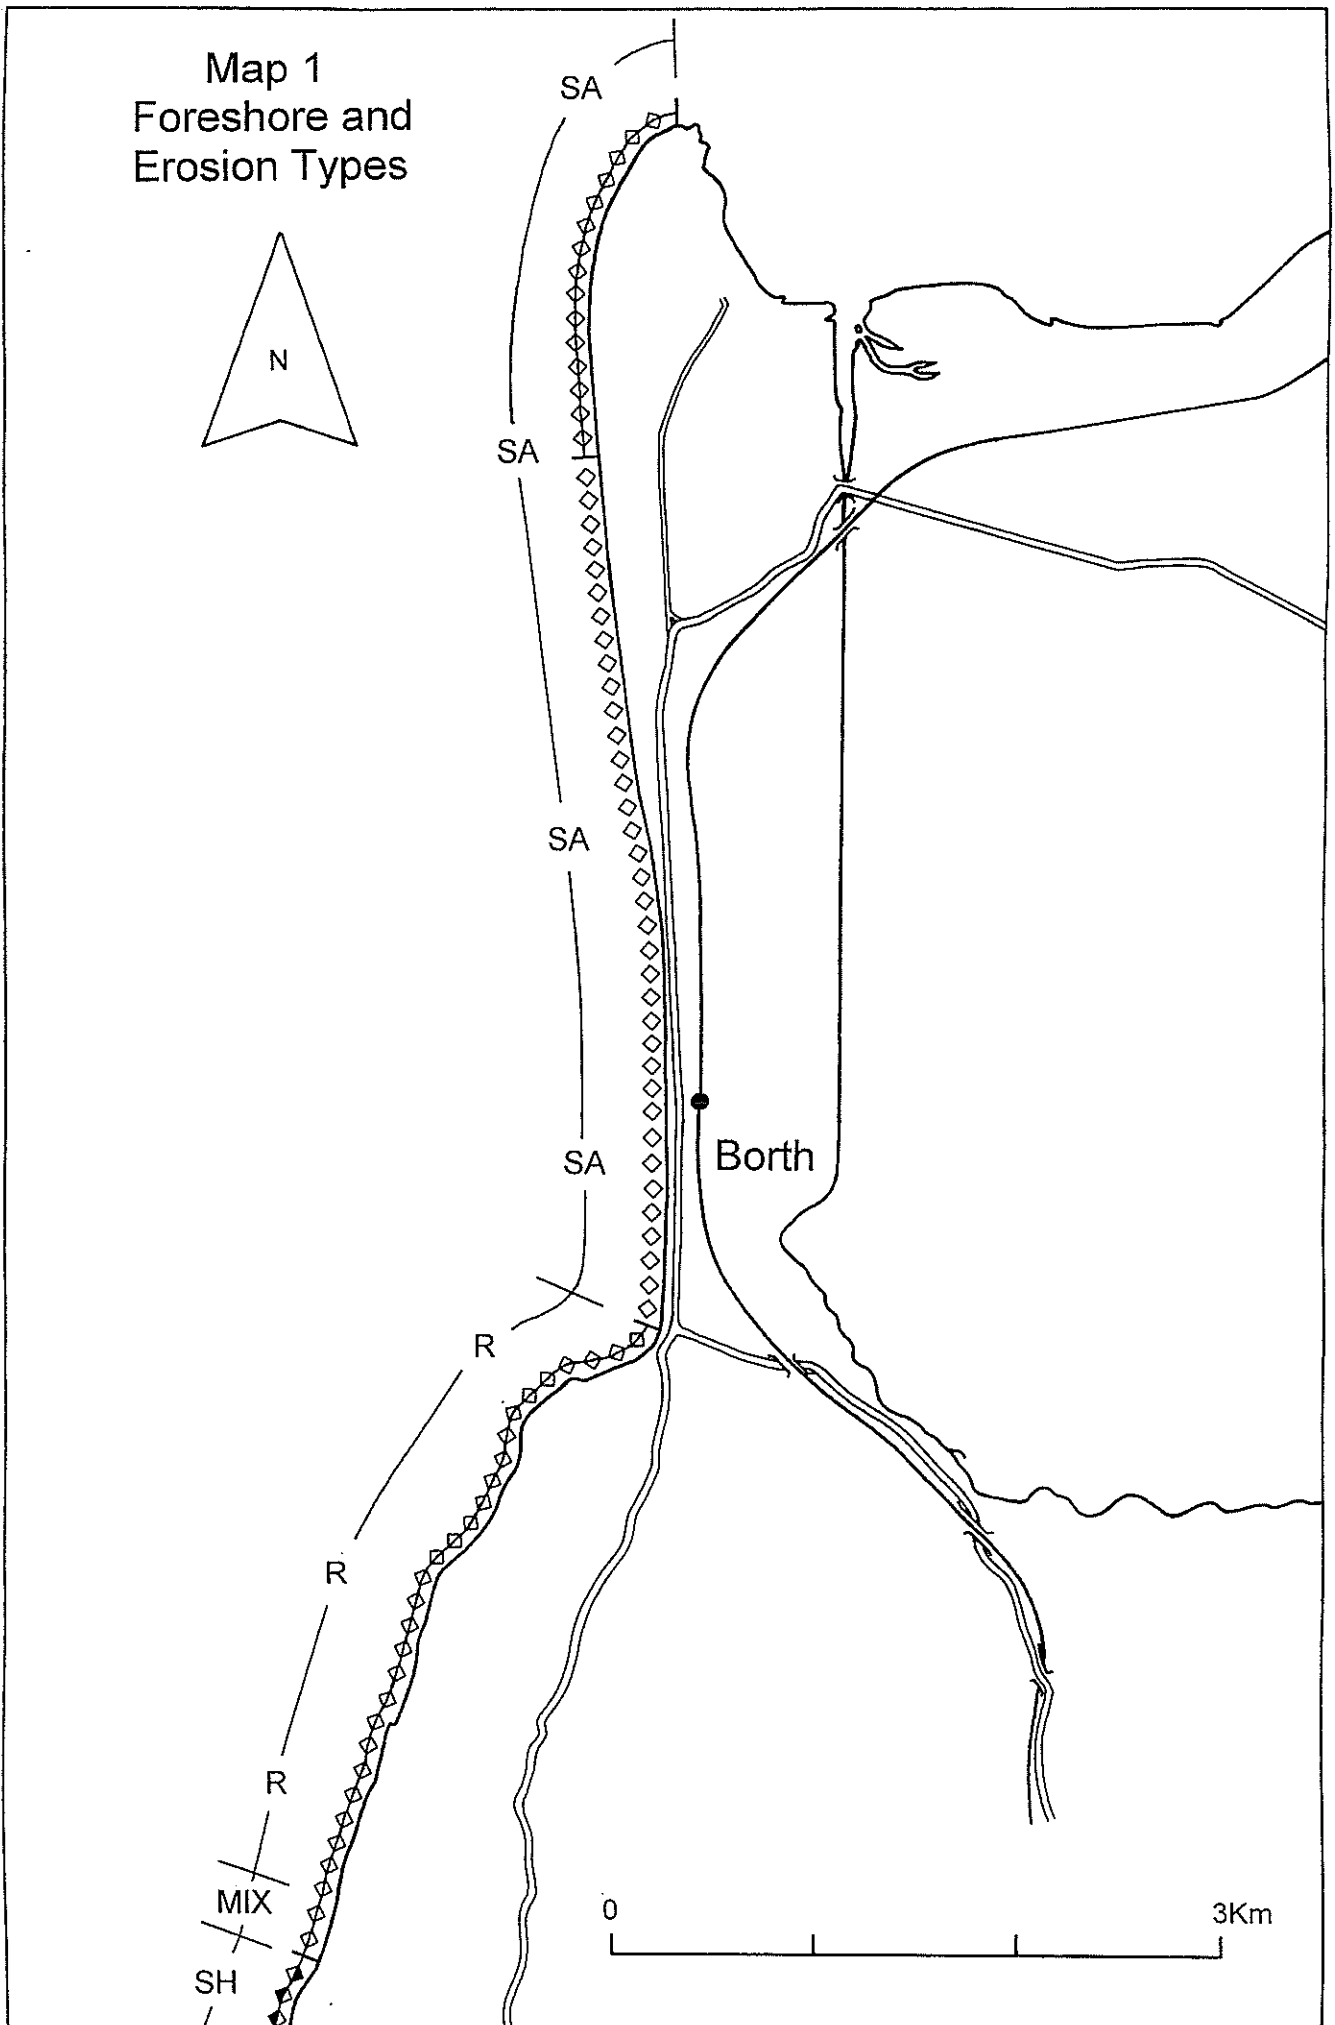 Map 1
Foreshore and
Erosion Types
SA
N
SA
SA
Borth
SA
R
R
R
MIX
0 3Km
SH